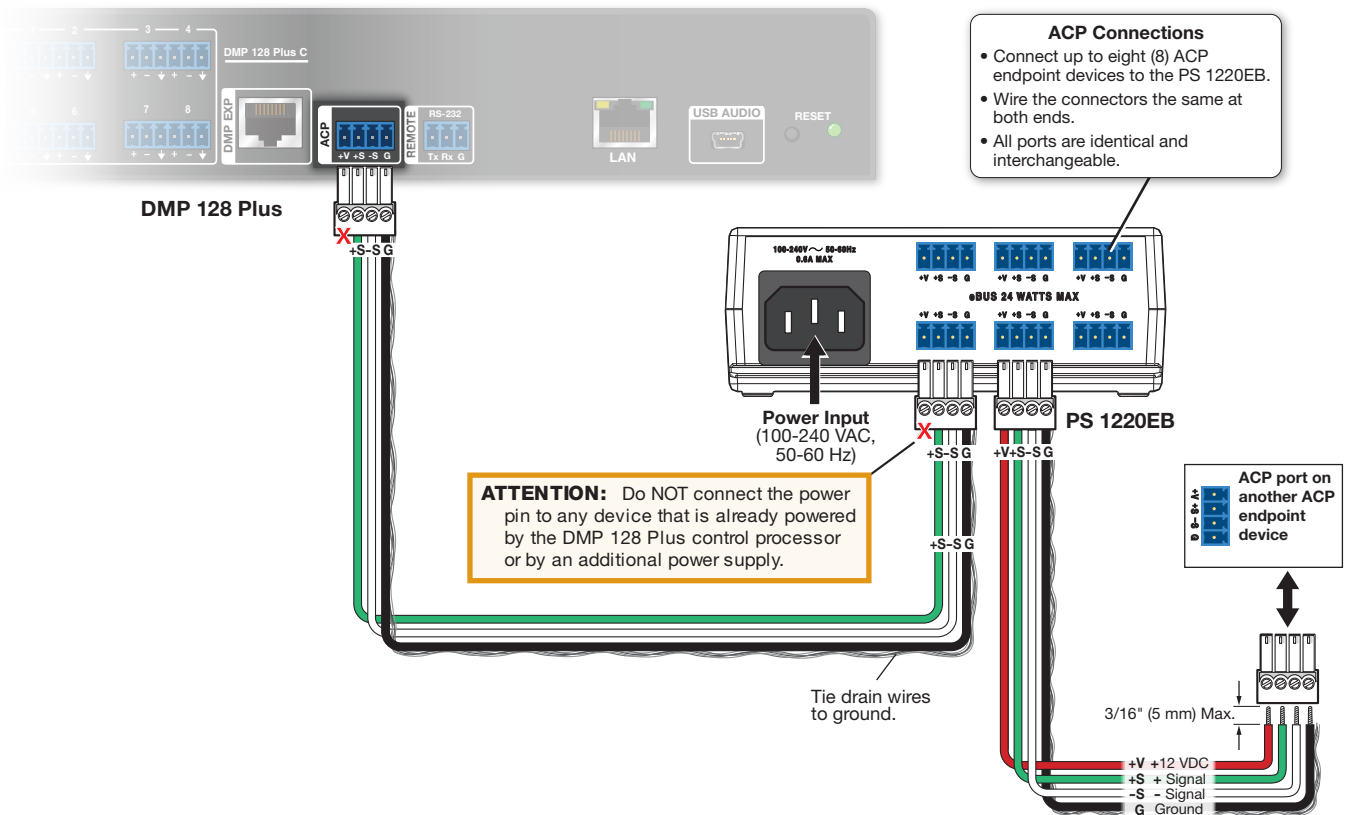 1 — 2
3 — 4
+ - + -
DMP 128 Plus C
6
7 8
+ - + -
DMP EXP
ACP
+V +S -S G
REMOTE
RS-232
Tx Rx G
LAN
USB AUDIO
RESET
DMP 128 Plus
X
+S-S G
ACP Connections
• Connect up to eight (8) ACP
endpoint devices to the PS 1220EB.
• Wire the connectors the same at
both ends.
• All ports are identical and
interchangeable.
100-240V ~ 50-60Hz
0.6A MAX
+V +S -S G
+V +S -S G
+V +S -S G
eBUS 24 WATTS MAX
+V +S -S G
+V +S -S G
+V +S -S G
Power Input
(100-240 VAC,
50-60 Hz)
X
+S-S G
+V+S-S G
PS 1220EB
ATTENTION: Do NOT connect the power
pin to any device that is already powered
by the DMP 128 Plus control processor
or by an additional power supply.
+S-S G
+V
+S
-S
G
ACP port on
another ACP
endpoint
device
Tie drain wires
to ground.
3/16" (5 mm) Max.
+V +12 VDC
+S + Signal
-S - Signal
G Ground